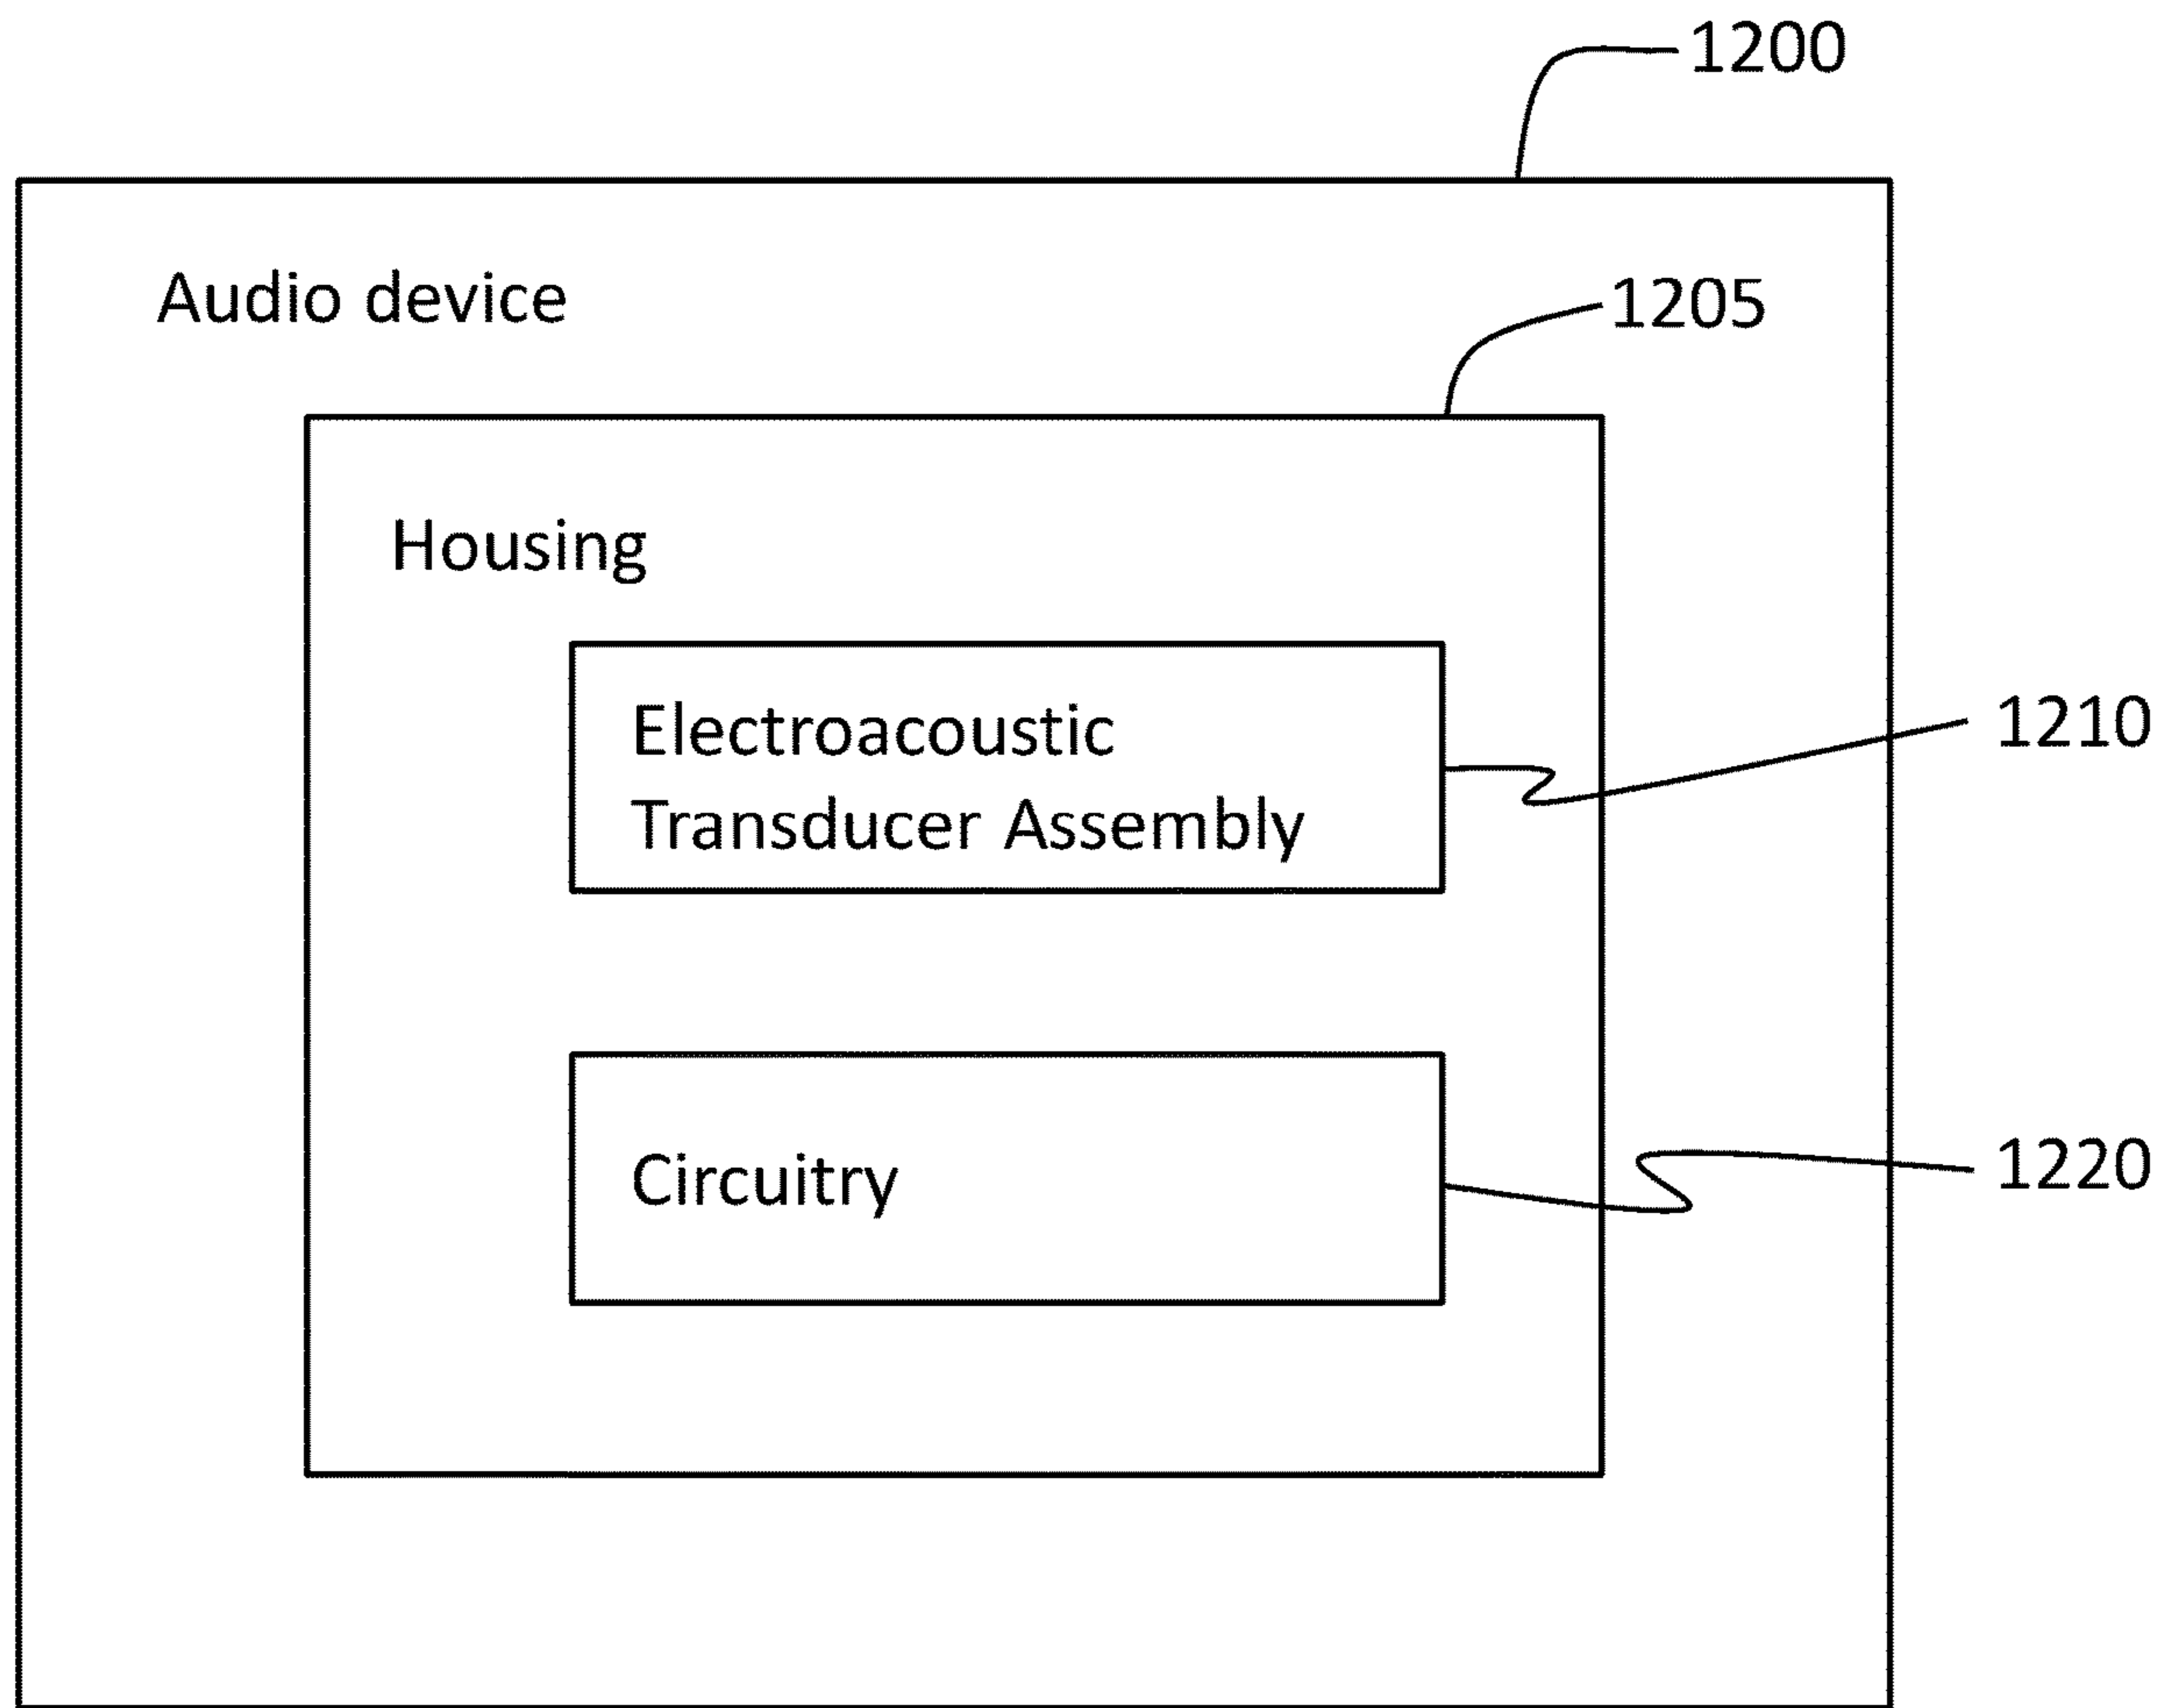 1200
Audio device
1205
Housing
Electroacoustic
Transducer Assembly
1210
Circuitry
1220